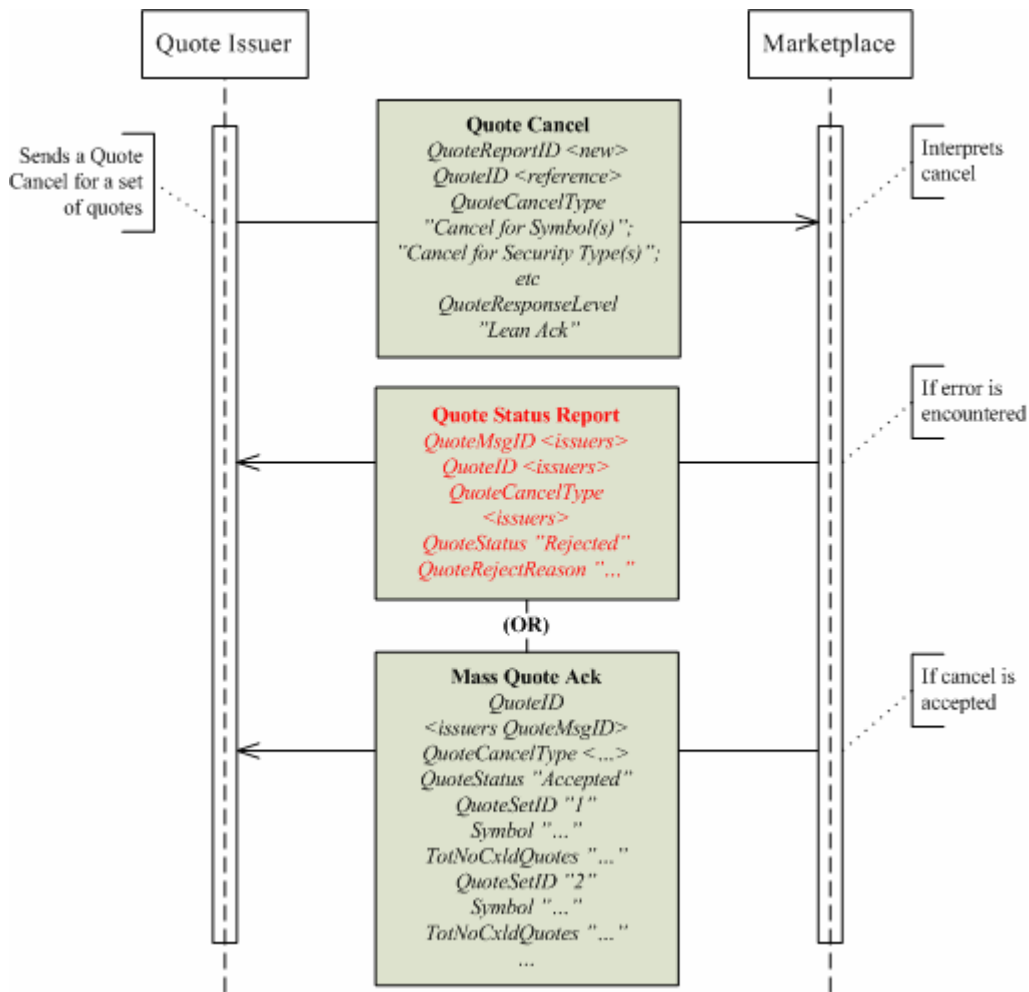 Quote Issuer
Marketplace
Sends a Quote
Cancel for a set
of quotes
Quote Cancel
QuoteReportID <new>
QuoteID <reference>
QuoteCancelType
"Cancel for Symbol(s)";
"Cancel for Security Type(s)";
etc
QuoteResponseLevel
"Lean Ack"
Interprets
cancel
Quote Status Report
QuoteMsgID <issuers>
QuoteID <issuers>
QuoteCancelType
<issuers>
QuoteStatus "Rejected"
QuoteRejectReason "..."
If error is
encountered
(OR)
Mass Quote Ack
QuoteID
<issuers QuoteMsgID>
QuoteCancelType <...>
QuoteStatus "Accepted"
QuoteSetID "1"
Symbol "..."
TotNoCxldQuotes "..."
QuoteSetID "2"
Symbol "..."
TotNoCxldQuotes "..."
...
If cancel is
accepted